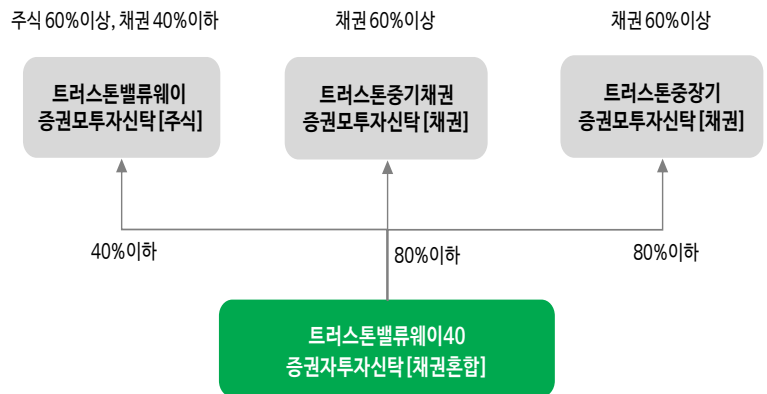 주식 60%이상, 채권 40%이하
채권 60%이상
채권 60%이상
트러스톤밸류웨이
증권모투자신탁 [주식]
트러스톤중기채권
증권모투자신탁 [채권]
트러스톤중장기
증권모투자신탁 [채권]
40%이하
80%이하
80%이하
트러스톤밸류웨이40
증권자투자신탁 [채권혼합]